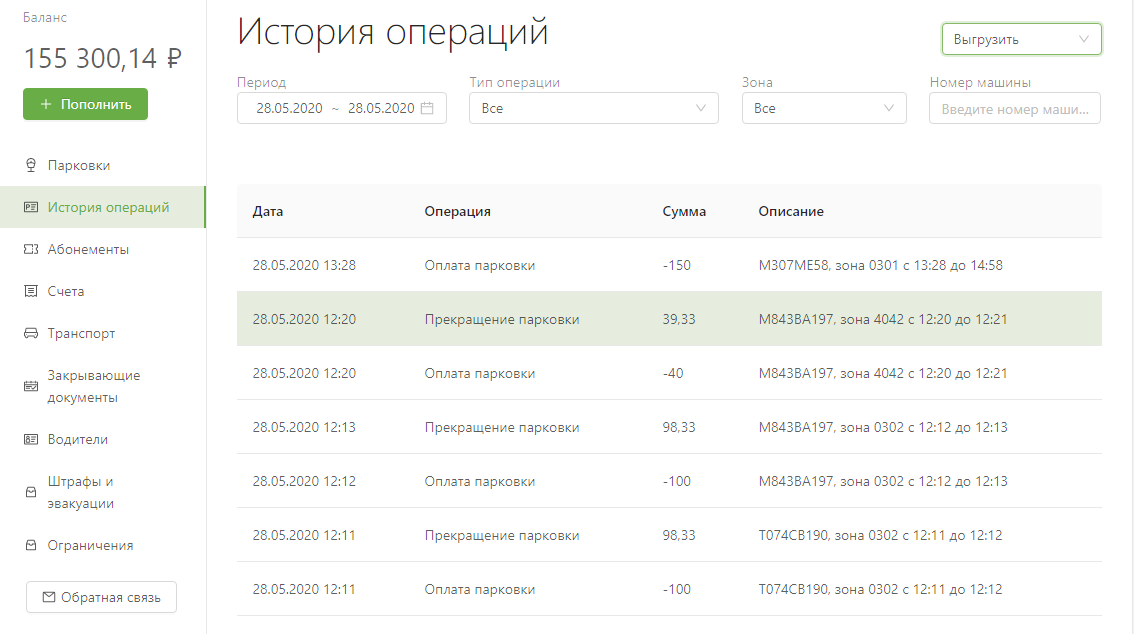 Баланс
155 300,14 ₽
+ Пополнить
Парковки
История операций
Абонементы
Счета
Транспорт
Закрывающие
документы
Водители
Штрафы и
эвакуации
Ограничения
Обратная связь
История операций
Выгрузить
Период
Тип операции
Зона
Номер машины
28.05.2020 ~ 28.05.2020
Все
Все
Введите номер маши...
Дата Операция Сумма Описание
28.05.2020 13:28 Оплата парковки -150 М307МЕ58, зона 0301 с 13:28 до 14:58
28.05.2020 12:20 Прекращение парковки 39,33 М843ВА197, зона 4042 с 12:20 до 12:21
28.05.2020 12:20 Оплата парковки -40 М843ВА197, зона 4042 с 12:20 до 12:21
28.05.2020 12:13 Прекращение парковки 98,33 М843ВА197, зона 0302 с 12:12 до 12:13
28.05.2020 12:12 Оплата парковки -100 М843ВА197, зона 0302 с 12:12 до 12:13
28.05.2020 12:11 Прекращение парковки 98,33 Т074СВ190, зона 0302 с 12:11 до 12:12
28.05.2020 12:11 Оплата парковки -100 Т074СВ190, зона 0302 с 12:11 до 12:12